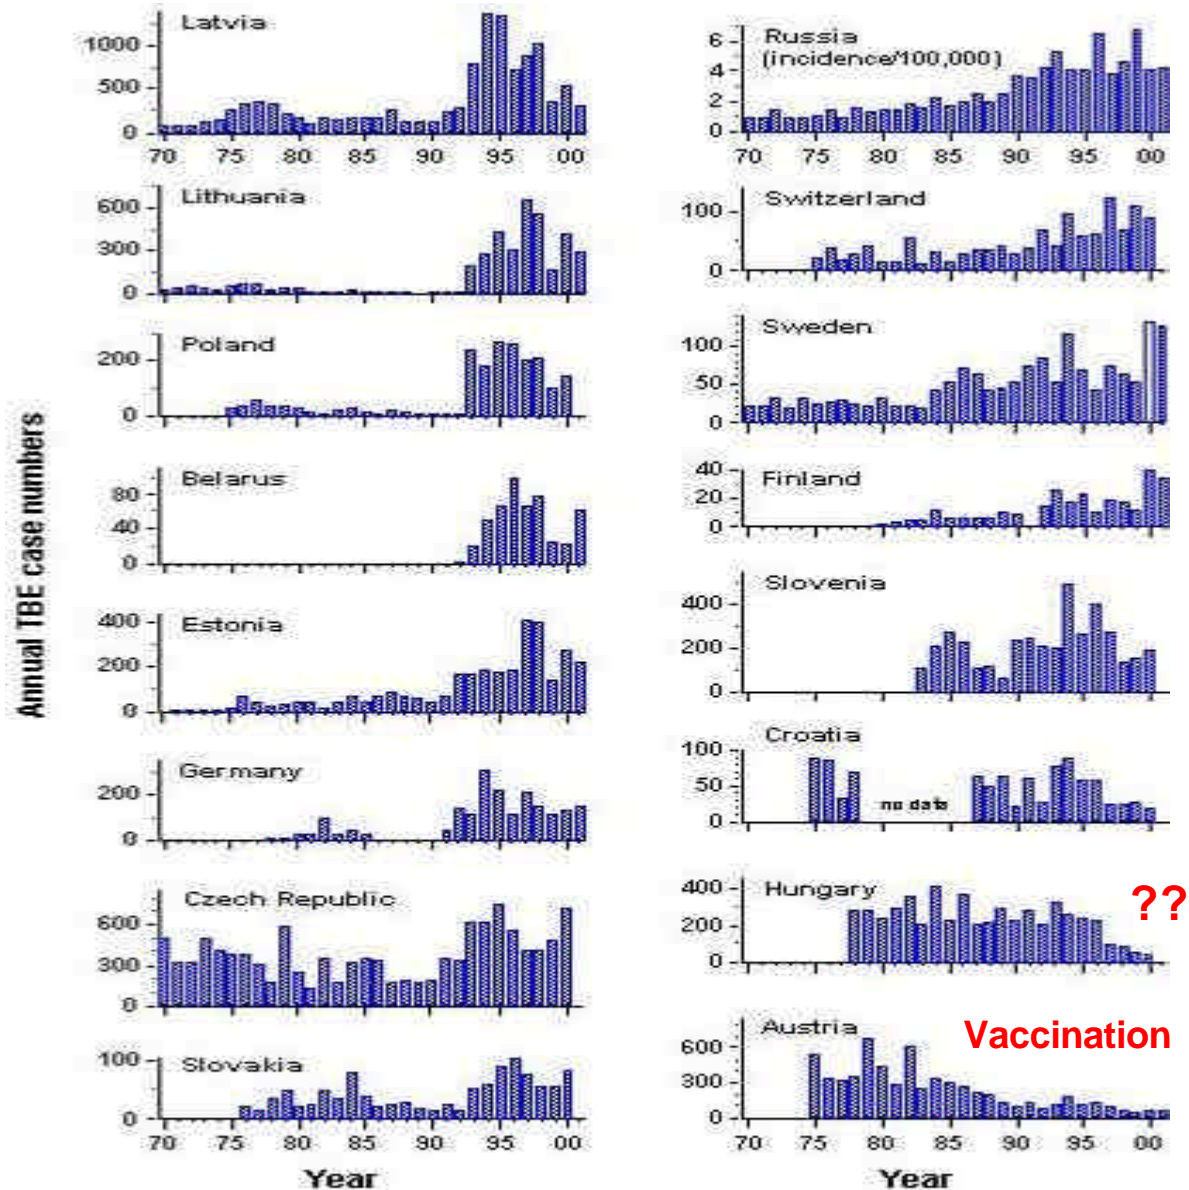 Annual TBE case numbers
Latvia
1000
500
0
70 75 80 85 90 95 00
Lithuania
600
300
0
Poland
200
0
Belarus
80
40
0
Estonia
400
200
0
Germany
200
0
Czech Republic
600
300
0
Slovakia
100
0
70 75 80 85 90 95 00
Year
Russia
(incidence/100,000)
6
4
2
0
70 75 80 85 90 95 00
Switzerland
100
0
Sweden
100
50
0
Finland
40
20
0
Slovenia
400
200
0
Croatia
100
50
0
no data
Hungary
??
400
200
0
Austria
Vaccination
600
300
0
70 75 80 85 90 95 00
Year